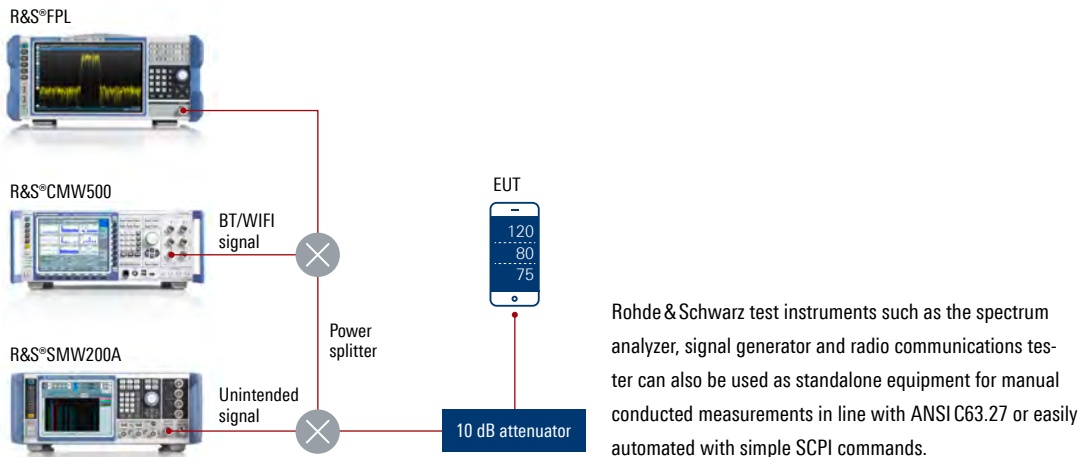 R&S®FPL
R&S®CMW500
BT/WIFI
signal
EUT
120
80
75
Power
splitter
R&S®SMW200A
Unintended
signal
10 dB attenuator
Rohde & Schwarz test instruments such as the spectrum
analyzer, signal generator and radio communications tes-
ter can also be used as standalone equipment for manual
conducted measurements in line with ANSI C63.27 or easily
automated with simple SCPI commands.